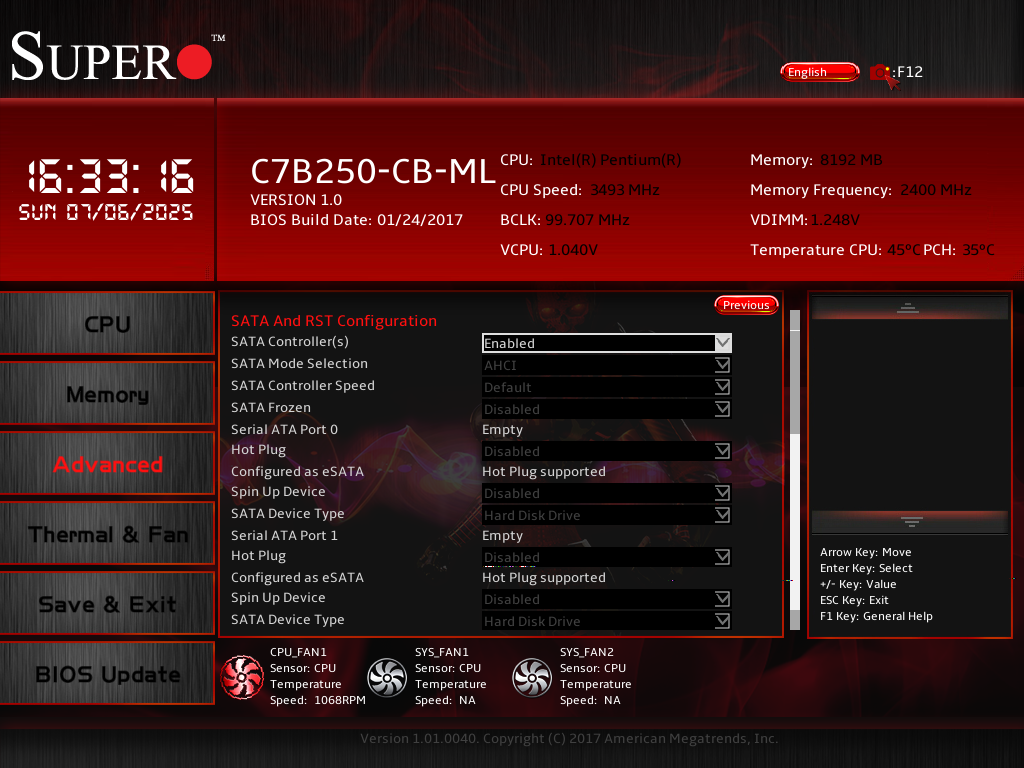 SUPER
TM
English
:F12
16:33:16
SUN 07/06/2025
C7B250-CB-ML
VERSION 1.0
BIOS Build Date: 01/24/2017
CPU: Intel(R) Pentium(R)
CPU Speed: 3493 MHz
BCLK: 99.707 MHz
VCPU: 1.040V
Memory: 8192 MB
Memory Frequency: 2400 MHz
VDIMM: 1.248V
Temperature CPU: 45°C PCH: 35°C
CPU
Memory
Advanced
Thermal & Fan
Save & Exit
BIOS Update
Previous
SATA And RST Configuration
SATA Controller(s) Enabled
SATA Mode Selection AHCI
SATA Controller Speed Default
SATA Frozen Disabled
Serial ATA Port 0 Empty
Hot Plug Disabled
Configured as eSATA Hot Plug supported
Spin Up Device Disabled
SATA Device Type Hard Disk Drive
Serial ATA Port 1 Empty
Hot Plug Disabled
Configured as eSATA Hot Plug supported
Spin Up Device Disabled
SATA Device Type Hard Disk Drive
Arrow Key: Move
Enter Key: Select
+/- Key: Value
ESC Key: Exit
F1 Key: General Help
CPU_FAN1
Sensor: CPU
Temperature
Speed: 1068RPM
SYS_FAN1
Sensor: CPU
Temperature
Speed: NA
SYS_FAN2
Sensor: CPU
Temperature
Speed: NA
Version 1.01.0040. Copyright (C) 2017 American Megatrends, Inc.